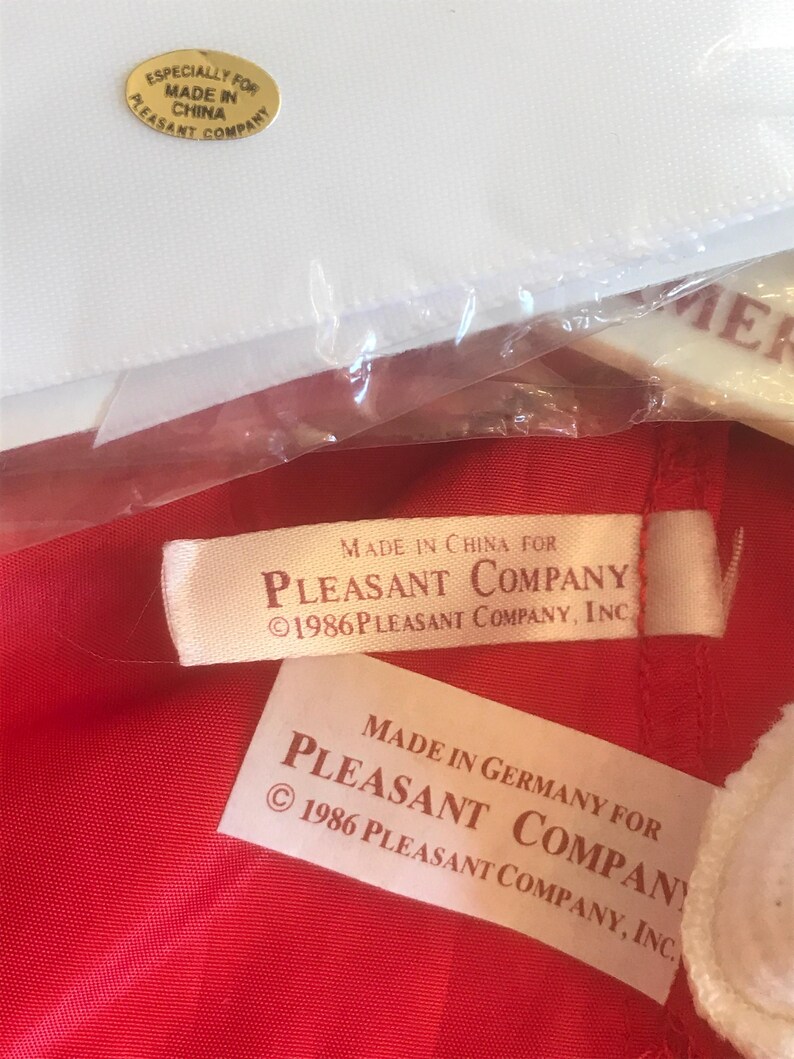 ESPECIALLY FOR
MADE IN
CHINA
PLEASANT COMPANY
MADE IN CHINA FOR
PLEASANT COMPANY
©1986 PLEASANT COMPANY, INC
MADE IN GERMANY FOR
PLEASANT COMPANY
© 1986 PLEASANT COMPANY, INC.